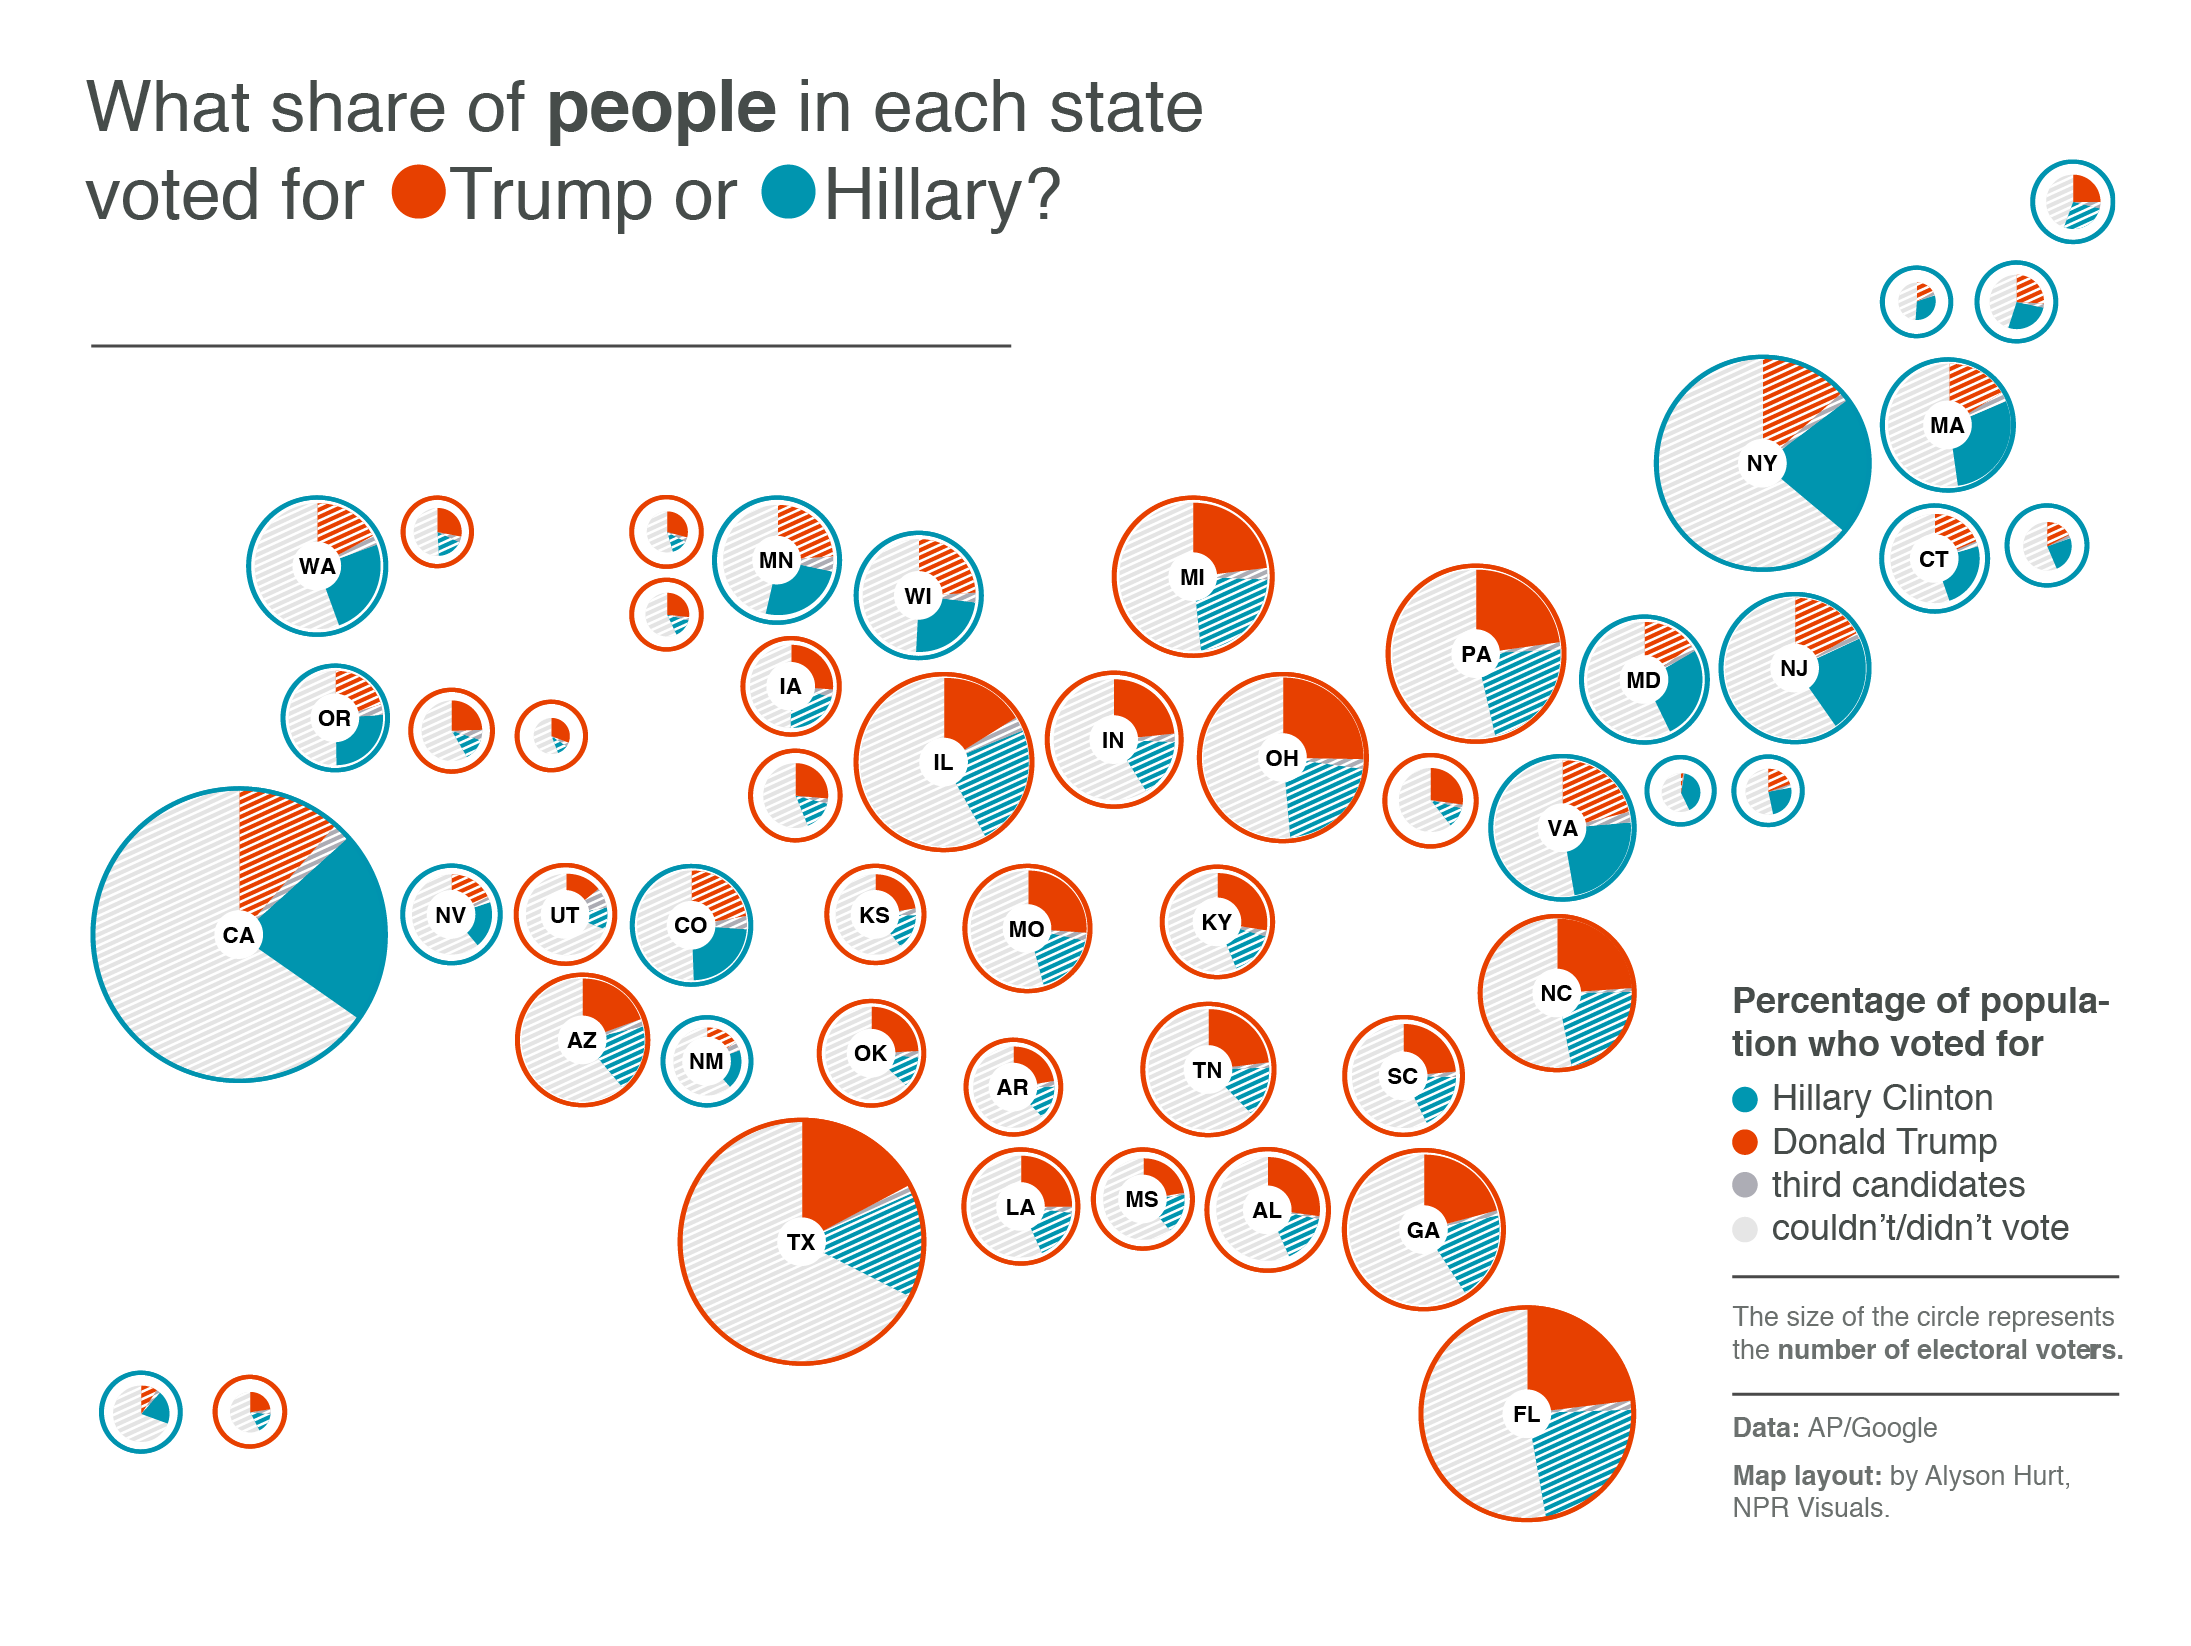 What share of people in each state
voted for Trump or Hillary?
NY
MA
WA
MN
WI
MI
CT
PA
MD
NJ
IA
OR
IL
IN
OH
VA
CA
NV
UT
CO
KS
MO
KY
NC
AZ
NM
OK
AR
TN
SC
TX
LA
MS
AL
GA
FL
Percentage of popula-
tion who voted for
Hillary Clinton
Donald Trump
third candidates
couldn't/didn't vote
The size of the circle represents
the number of electoral voters.
Data: AP/Google
Map layout: by Alyson Hurt,
NPR Visuals.